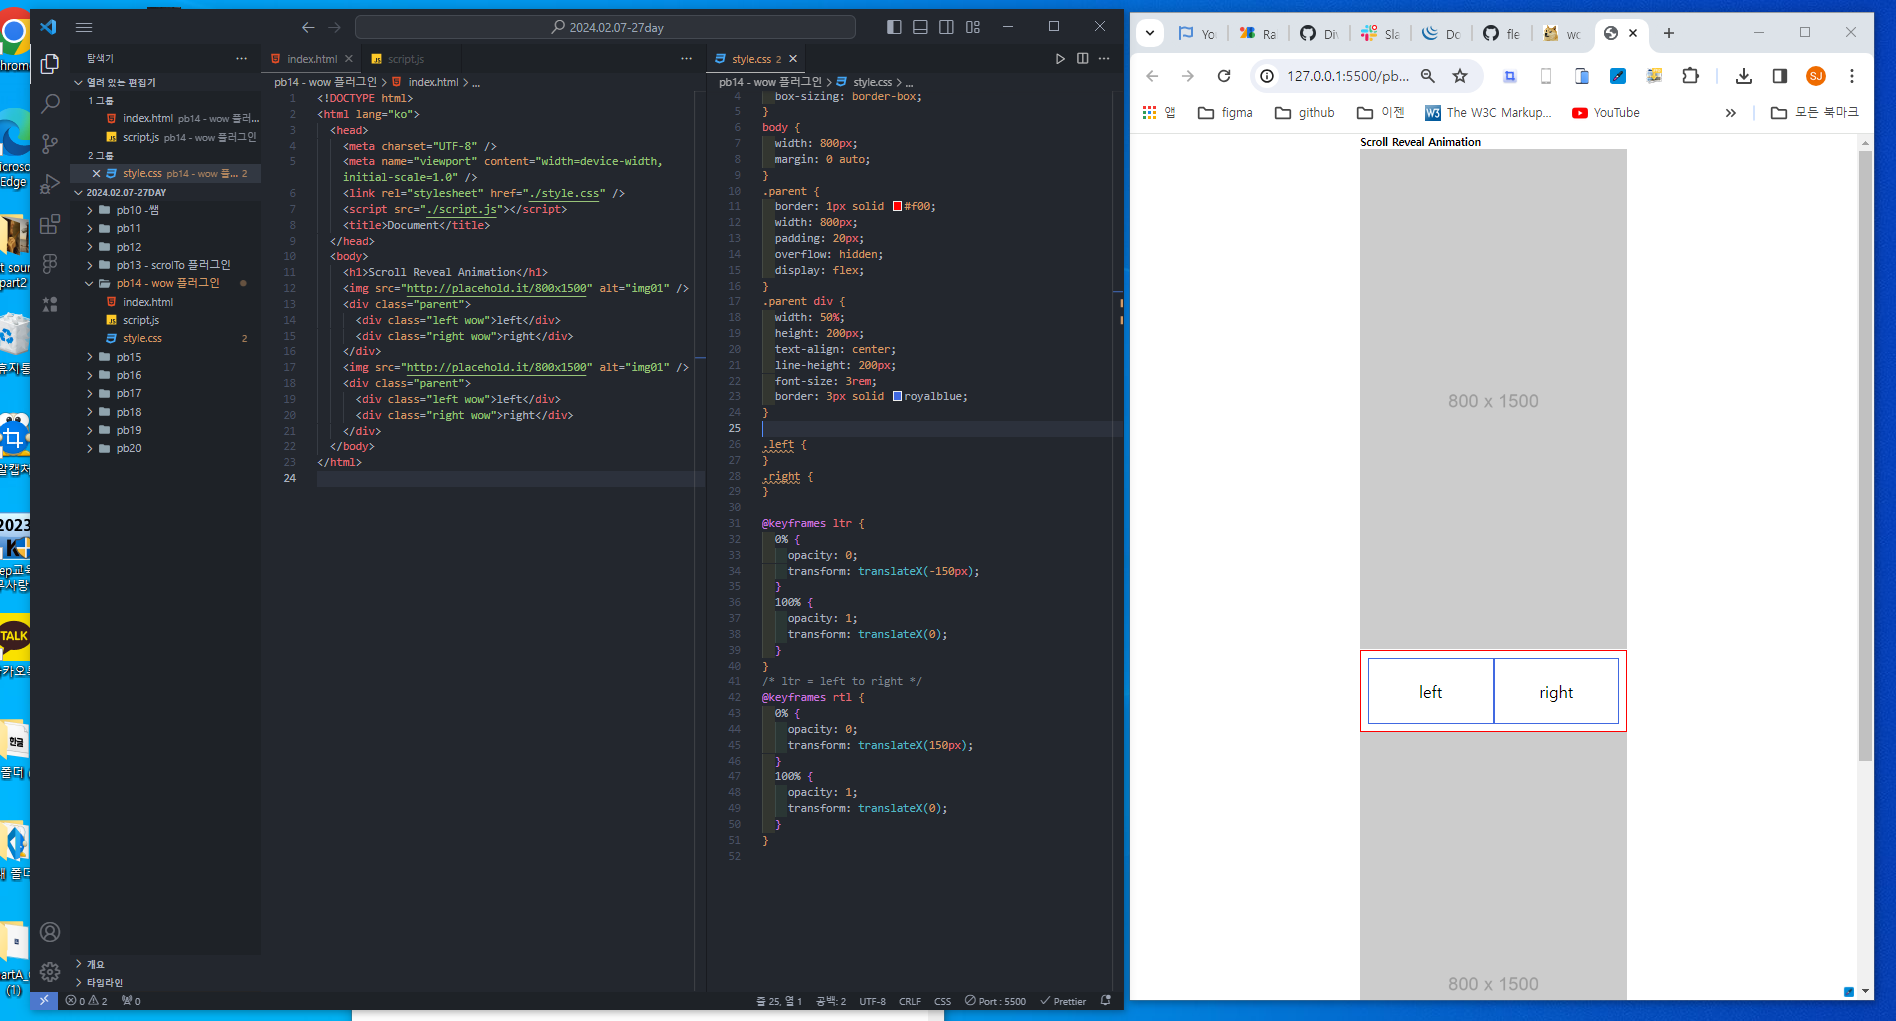 2024.02.07-27day
탐색기
열려 있는 편집기
1 그룹
index.html pb14 - wow 플러...
script.js pb14 - wow 플러그인
2 그룹
style.css pb14 - wow 플... 2
2024.02.07-27DAY
pb10 -쌤
pb11
pb12
pb13 - scrolTo 플러그인
pb14 - wow 플러그인
index.html
script.js
style.css 2
pb15
pb16
pb17
pb18
pb19
pb20
개요
타임라인
index.html
script.js
pb14 - wow 플러그인 > index.html > ...
1 <!DOCTYPE html>
2 <html lang="ko">
3 <head>
4 <meta charset="UTF-8" />
5 <meta name="viewport" content="width=device-width,
initial-scale=1.0" />
6 <link rel="stylesheet" href="./style.css" />
7 <script src="./script.js"></script>
8 <title>Document</title>
9 </head>
10 <body>
11 <h1>Scroll Reveal Animation</h1>
12 <img src="http://placehold.it/800x1500" alt="img01" />
13 <div class="parent">
14 <div class="left wow">left</div>
15 <div class="right wow">right</div>
16 </div>
17 <img src="http://placehold.it/800x1500" alt="img01" />
18 <div class="parent">
19 <div class="left wow">left</div>
20 <div class="right wow">right</div>
21 </div>
22 </body>
23 </html>
24
style.css 2
pb14 - wow 플러그인 > style.css > ...
4 box-sizing: border-box;
5 }
6 body {
7 width: 800px;
8 margin: 0 auto;
9 }
10 .parent {
11 border: 1px solid #f00;
12 width: 800px;
13 padding: 20px;
14 overflow: hidden;
15 display: flex;
16 }
17 .parent div {
18 width: 50%;
19 height: 200px;
20 text-align: center;
21 line-height: 200px;
22 font-size: 3rem;
23 border: 3px solid royalblue;
24 }
25
26 .left {
27 }
28 .right {
29 }
30
31 @keyframes ltr {
32 0% {
33 opacity: 0;
34 transform: translateX(-150px);
35 }
36 100% {
37 opacity: 1;
38 transform: translateX(0);
39 }
40 }
41 /* ltr = left to right */
42 @keyframes rtl {
43 0% {
44 opacity: 0;
45 transform: translateX(150px);
46 }
47 100% {
48 opacity: 1;
49 transform: translateX(0);
50 }
51 }
52
0 2 0
줄 25, 열 1 공백: 2 UTF-8 CRLF CSS Port : 5500 Prettier
Yo Ra Div Sla Do fle wc
127.0.0.1:5500/pb...
SJ
앱 figma github 이젠 The W3C Markup... YouTube 모든 북마크
Scroll Reveal Animation
800 x 1500
left right
800 x 1500
Edge
part2
2023
TALK
한글
(1)